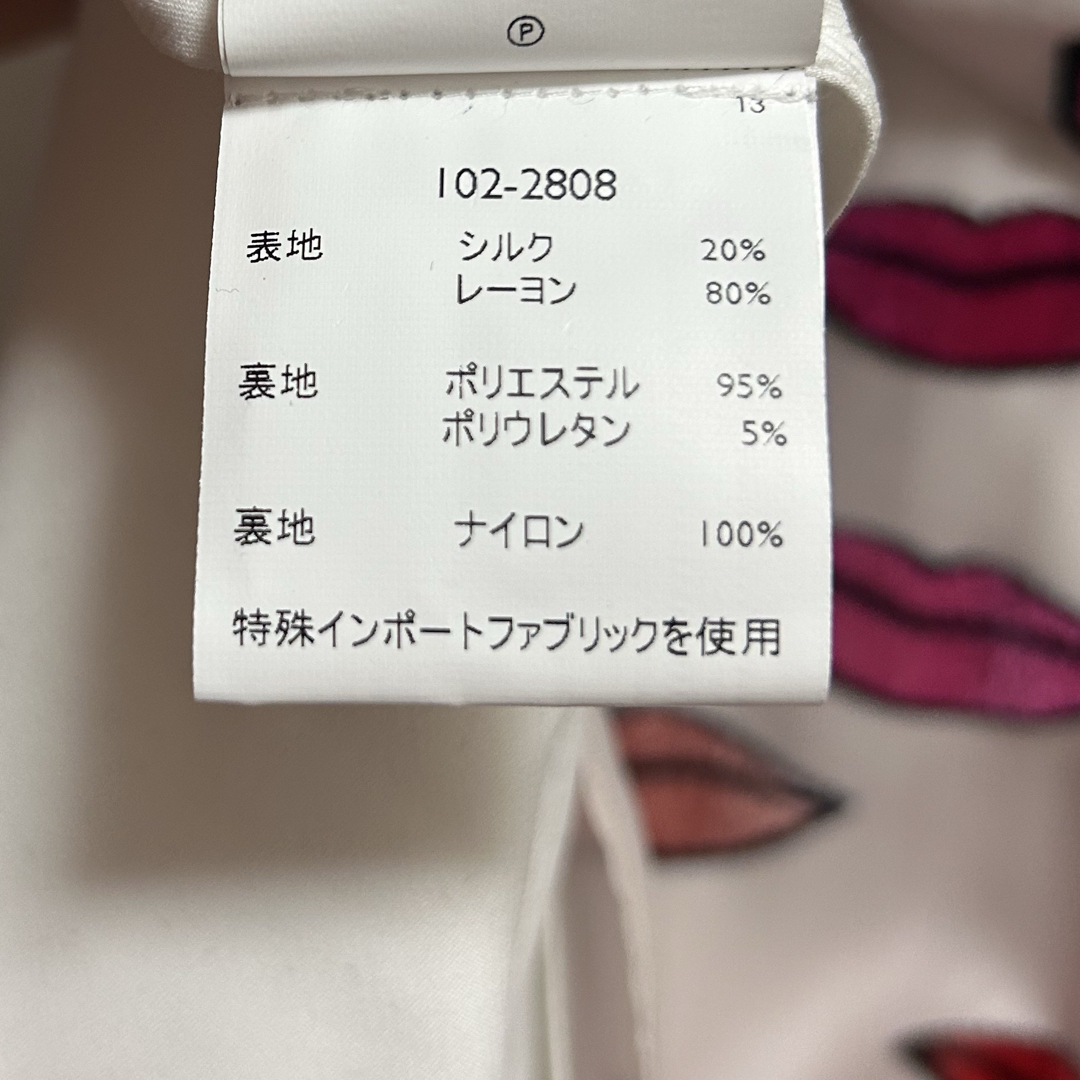 Ⓟ
13
102-2808
表地 シルク 20%
レーヨン 80%
裏地 ポリエステル 95%
ポリウレタン 5%
裏地 ナイロン 100%
特殊インポートファブリックを使用